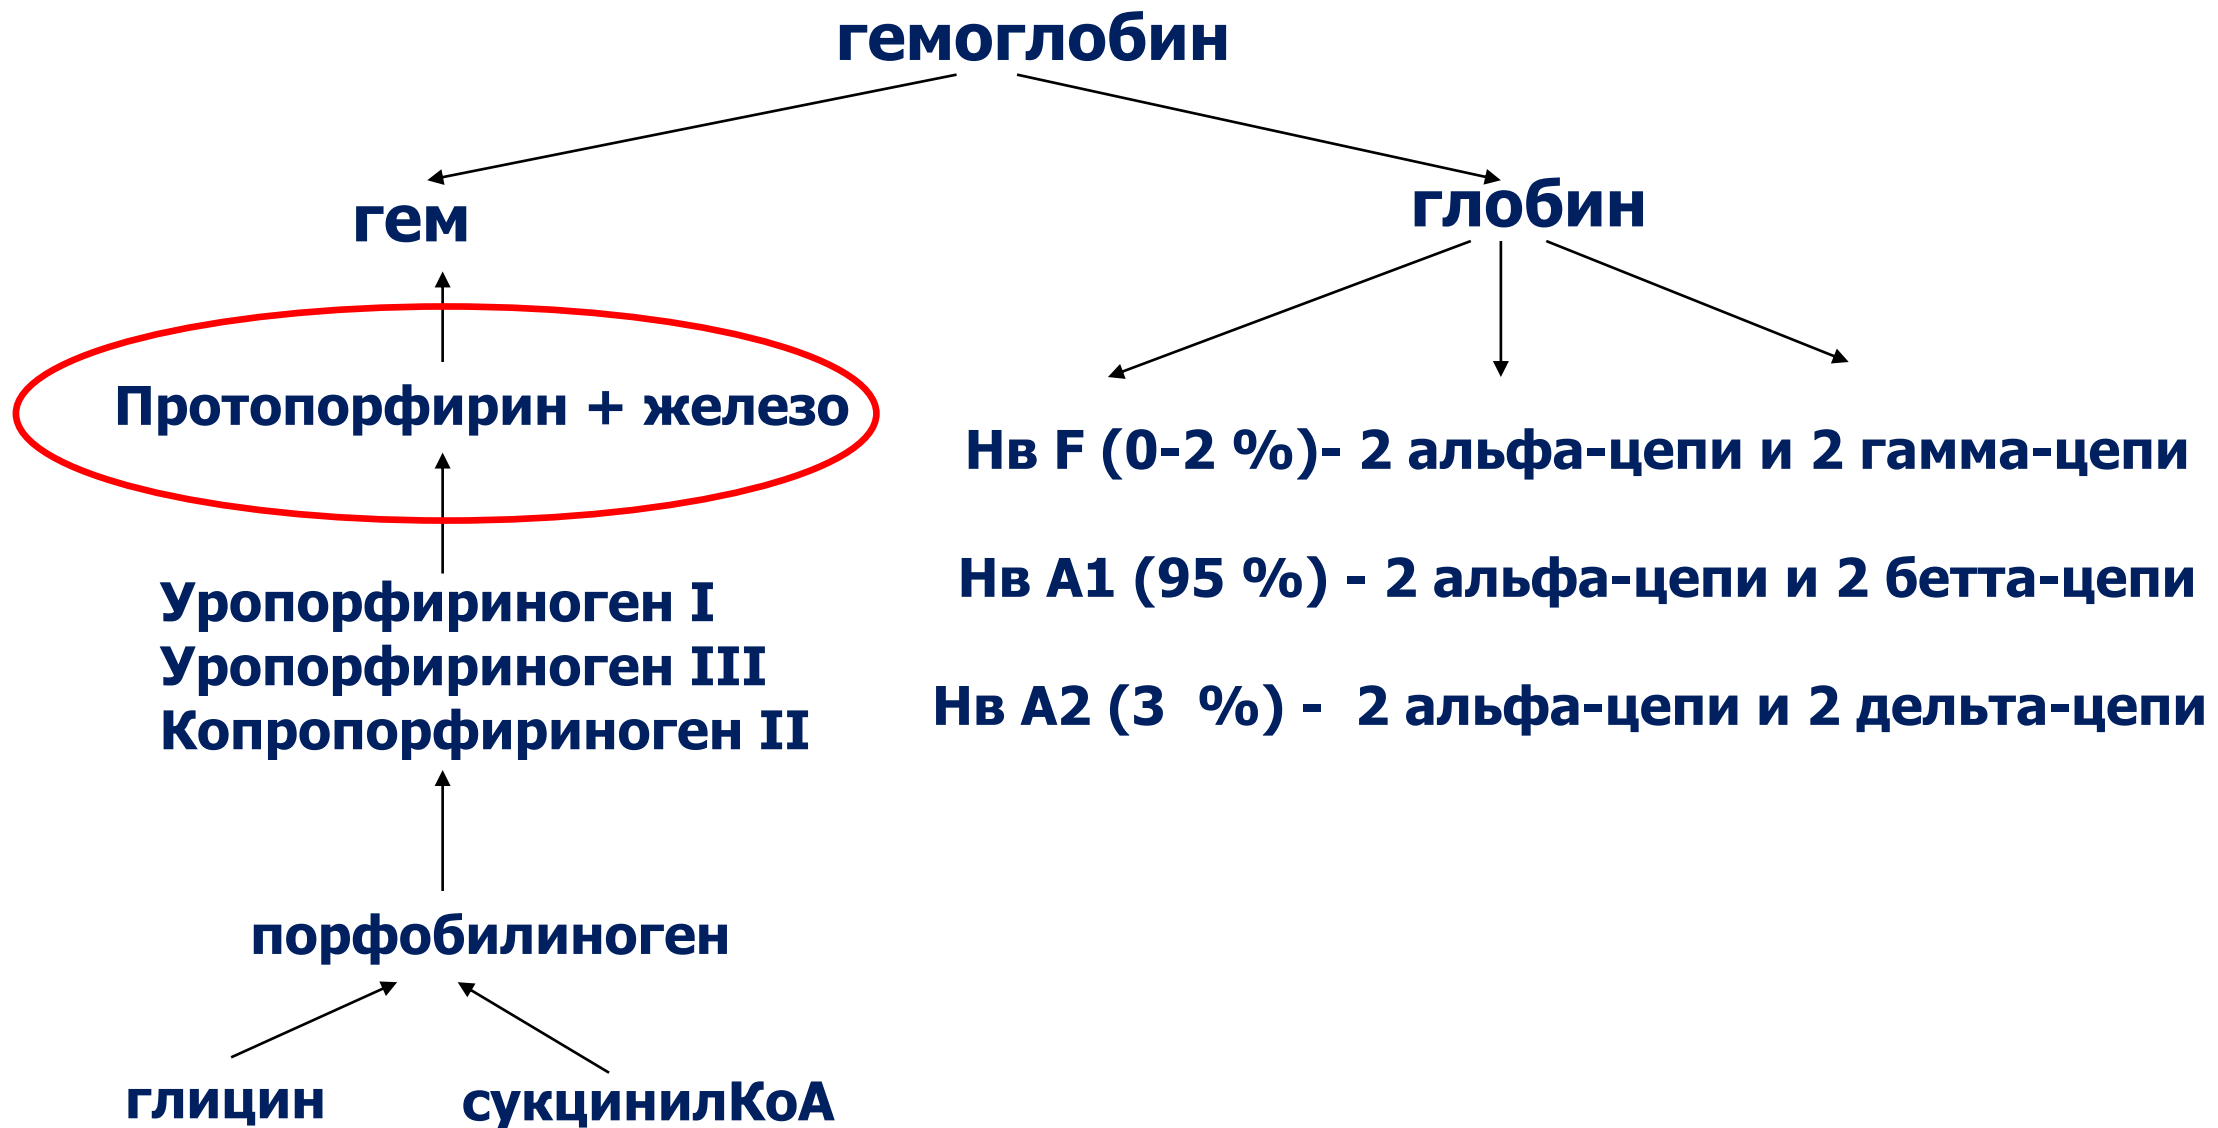 гемоглобин
гем
глобин
Протопорфирин + железо
Нв F (0-2 %)- 2 альфа-цепи и 2 гамма-цепи
Нв А1 (95 %) - 2 альфа-цепи и 2 бетта-цепи
Нв А2 (3  %) -  2 альфа-цепи и 2 дельта-цепи
Уропорфириноген I
Уропорфириноген III
Копропорфириноген II
порфобилиноген
глицин
сукцинилКоА